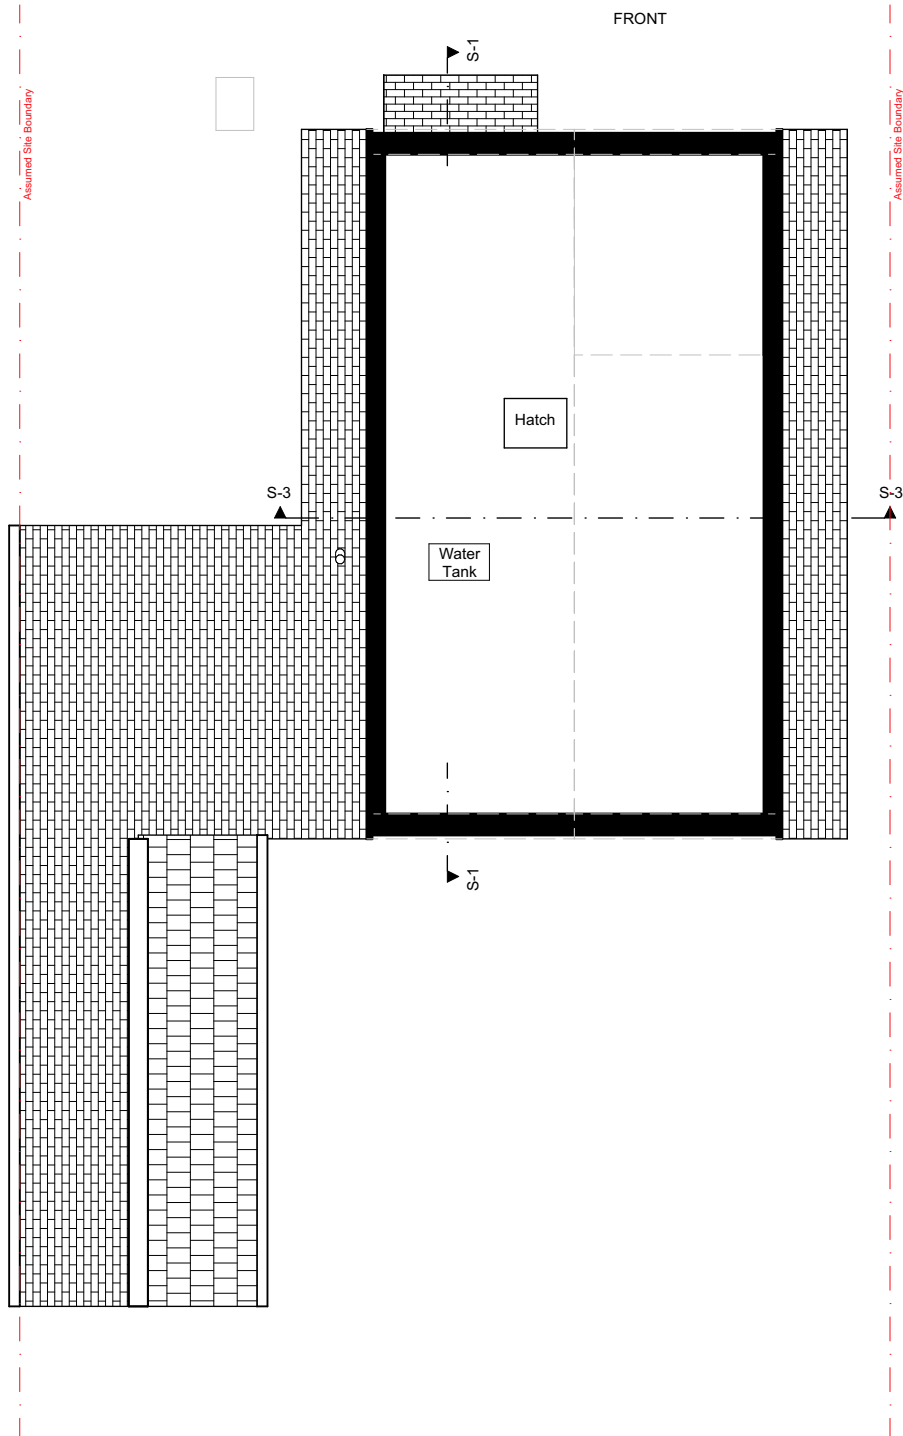 FRONT
S-1
Assumed Site Boundary
Assumed Site Boundary
Hatch
S-3
S-3
Water
Tank
S-1